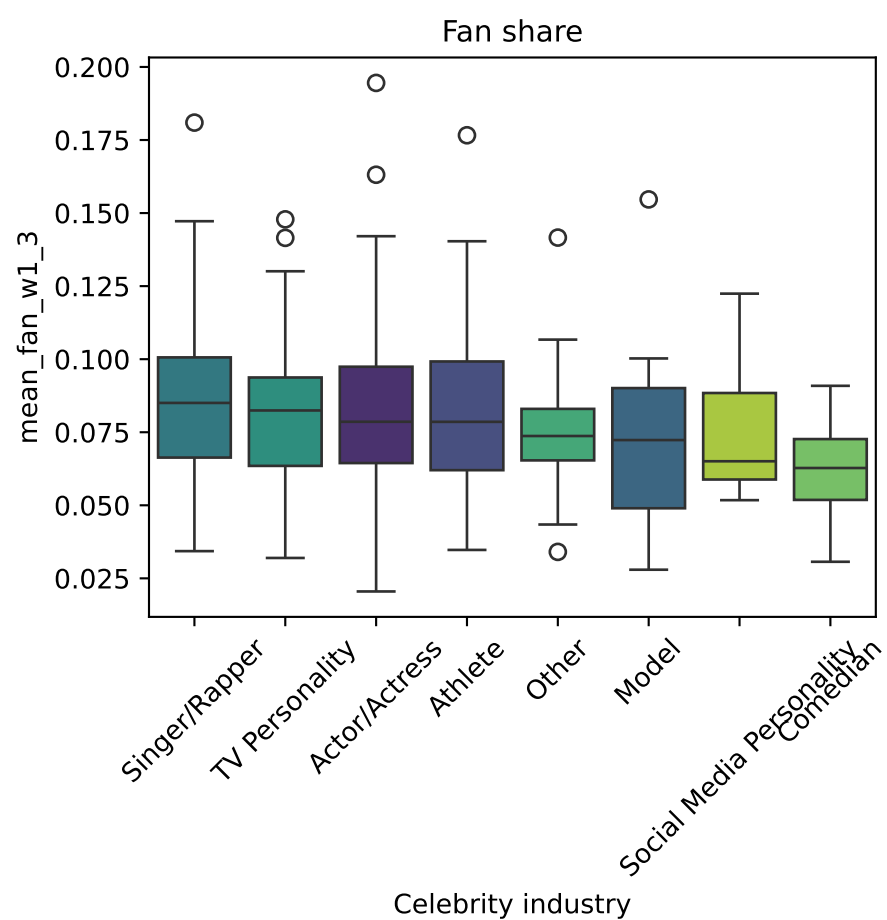 Fan share
0.200
0.175
0.150
0.125
0.100
0.075
0.050
0.025
mean_fan_w1_3
Singer/Rapper
TV Personality
Actor/Actress
Athlete
Other
Model
Social Media Personality
Comedian
Celebrity industry